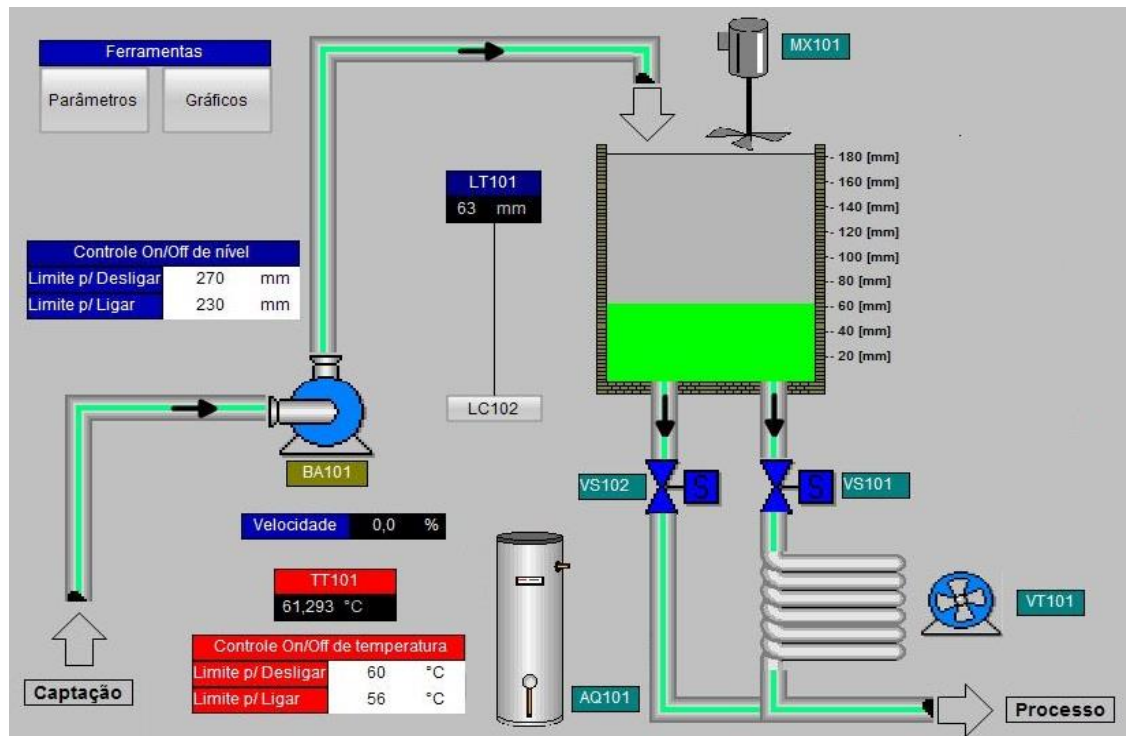 Ferramentas
Parâmetros
Gráficos
MX101
LT101
63 mm
- 180 [mm]
- 160 [mm]
- 140 [mm]
- 120 [mm]
- 100 [mm]
- 80 [mm]
- 60 [mm]
- 40 [mm]
- 20 [mm]
Controle On/Off de nível
Limite p/ Desligar 270 mm
Limite p/ Ligar 230 mm
LC102
BA101
VS102
S
S
VS101
Velocidade 0,0 %
TT101
61,293 °C
VT101
Controle On/Off de temperatura
Limite p/ Desligar 60 °C
Limite p/ Ligar 56 °C
AQ101
Captação
Processo